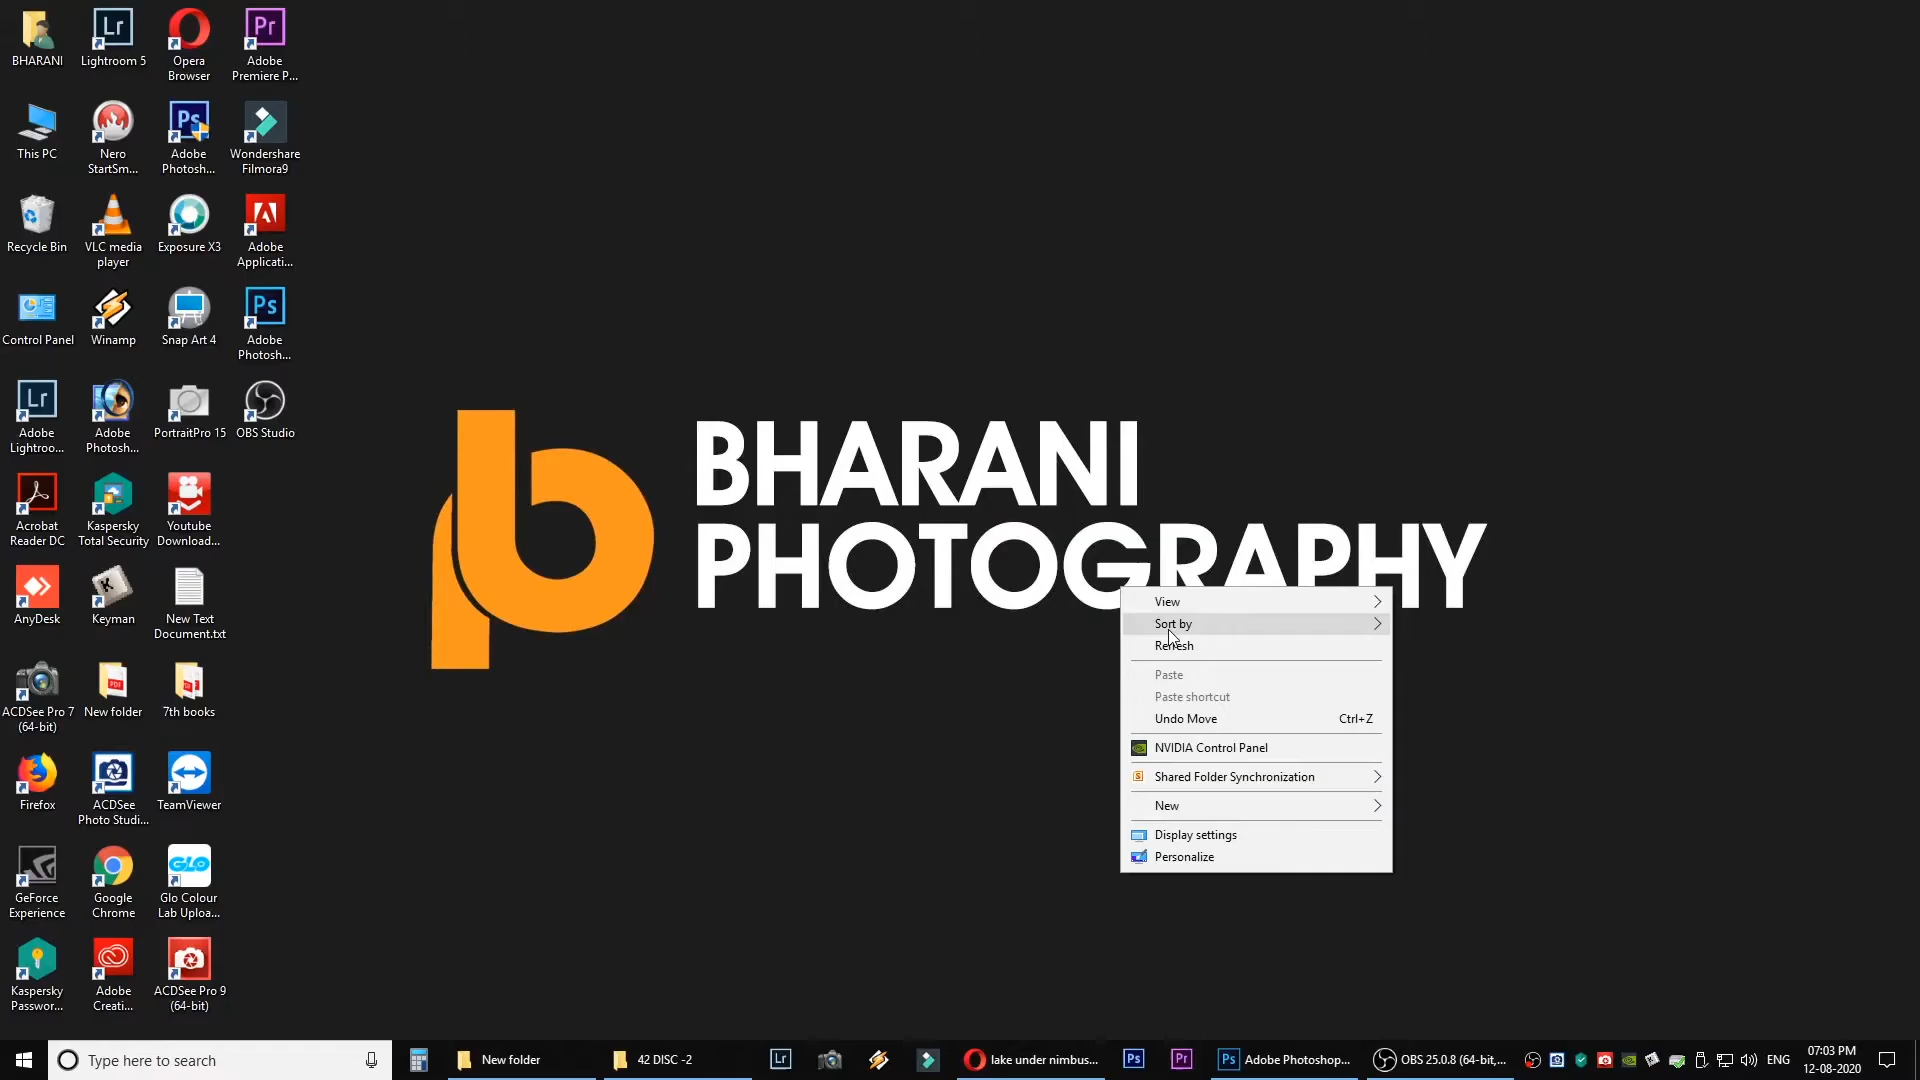 BHARANI
This PC
Recycle Bin
Control Panel
Adobe
Lightroo...
Acrobat
Reader DC
AnyDesk
ACDSee Pro 7
(64-bit)
Firefox
GeForce
Experience
Kaspersky
Passwor...
Lightroom 5
Nero
StartSm...
VLC media
player
Winamp
Adobe
Photosh...
Kaspersky
Total Security
Keyman
New folder
ACDSee
Photo Studi...
Google
Chrome
Adobe
Creati...
Opera
Browser
Adobe
Photosh...
Exposure X3
Snap Art 4
PortraitPro 15
Youtube
Download...
New Text
Document.txt
7th books
TeamViewer
Glo Colour
Lab Uploa...
ACDSee Pro 9
(64-bit)
Adobe
Premiere P...
Wondershare
Filmora9
Adobe
Applicati...
Adobe
Photosh...
OBS Studio
BHARANI
PHOTOGRAPHY
View
Sort by
Refresh
Paste
Paste shortcut
Undo Move Ctrl+Z
NVIDIA Control Panel
Shared Folder Synchronization
New
Display settings
Personalize
Type here to search
New folder
42 DISC -2
lake under nimbus...
Adobe Photoshop...
OBS 25.0.8 (64-bit,...
ENG
07:03 PM
12-08-2020